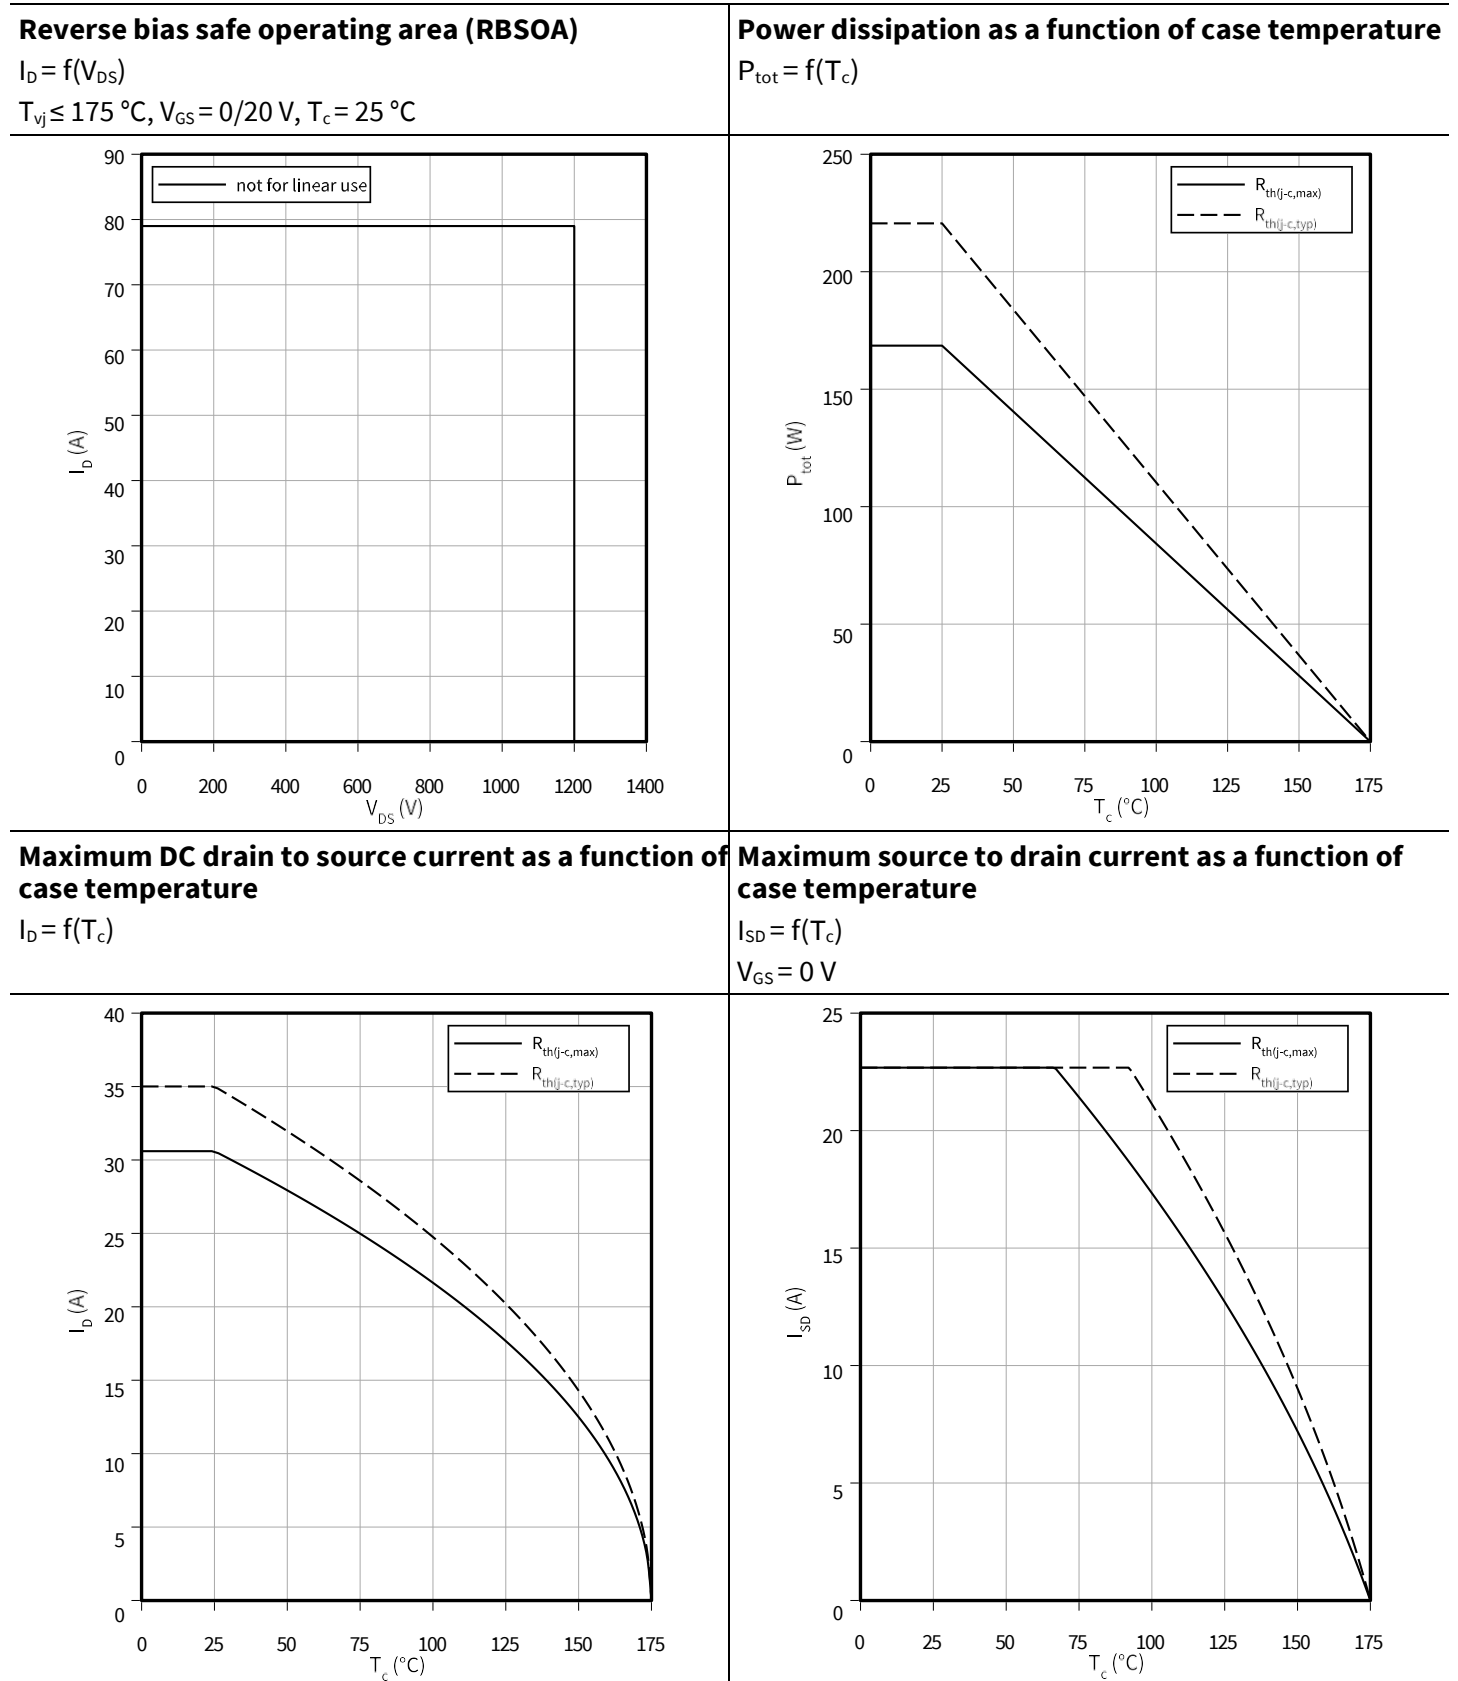 Reverse bias safe operating area (RBSOA)
I_D = f(V_DS)
T_vj ≤ 175 °C, V_GS = 0/20 V, T_c = 25 °C
not for linear use
90
80
70
60
50
40
30
20
10
0
I_D (A)
0 200 400 600 800 1000 1200 1400
V_DS (V)
Power dissipation as a function of case temperature
P_tot = f(T_c)
R_th(j-c,max)
R_th(j-c,typ)
250
200
150
100
50
0
P_tot (W)
0 25 50 75 100 125 150 175
T_c (°C)
Maximum DC drain to source current as a function of
case temperature
I_D = f(T_c)
R_th(j-c,max)
R_th(j-c,typ)
40
35
30
25
20
15
10
5
0
I_D (A)
0 25 50 75 100 125 150 175
T_c (°C)
Maximum source to drain current as a function of
case temperature
I_SD = f(T_c)
V_GS = 0 V
R_th(j-c,max)
R_th(j-c,typ)
25
20
15
10
5
0
I_SD (A)
0 25 50 75 100 125 150 175
T_c (°C)